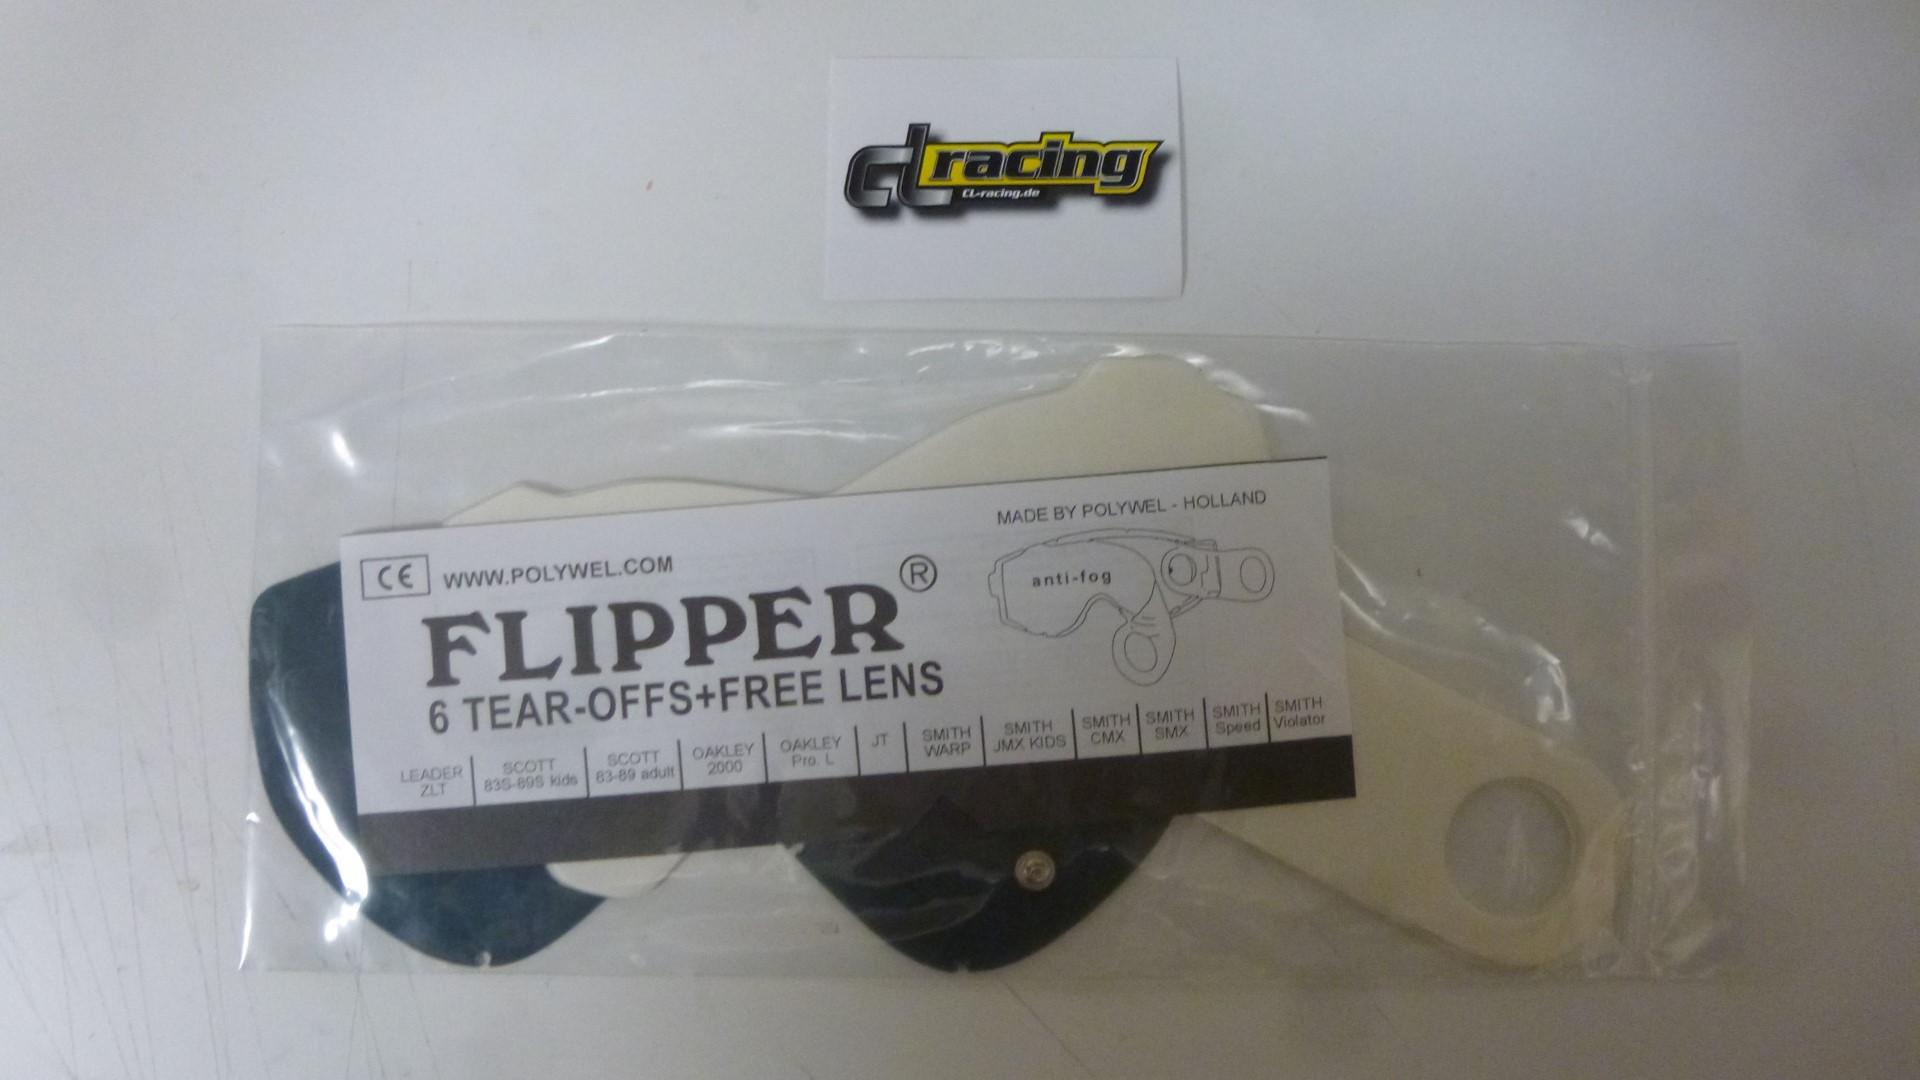 cl racing
CL-racing.de
MADE BY POLYWEL - HOLLAND
CE WWW.POLYWEL.COM
FLIPPER®
anti-fog
6 TEAR-OFFS+FREE LENS
LEADER ZLT
SCOTT 83S-89S kids
SCOTT 83-89 adult
OAKLEY 2000
OAKLEY Pro. L
JT
SMITH WARP
SMITH JMX KIDS
SMITH CMX
SMITH SMX
SMITH Speed
SMITH Violator